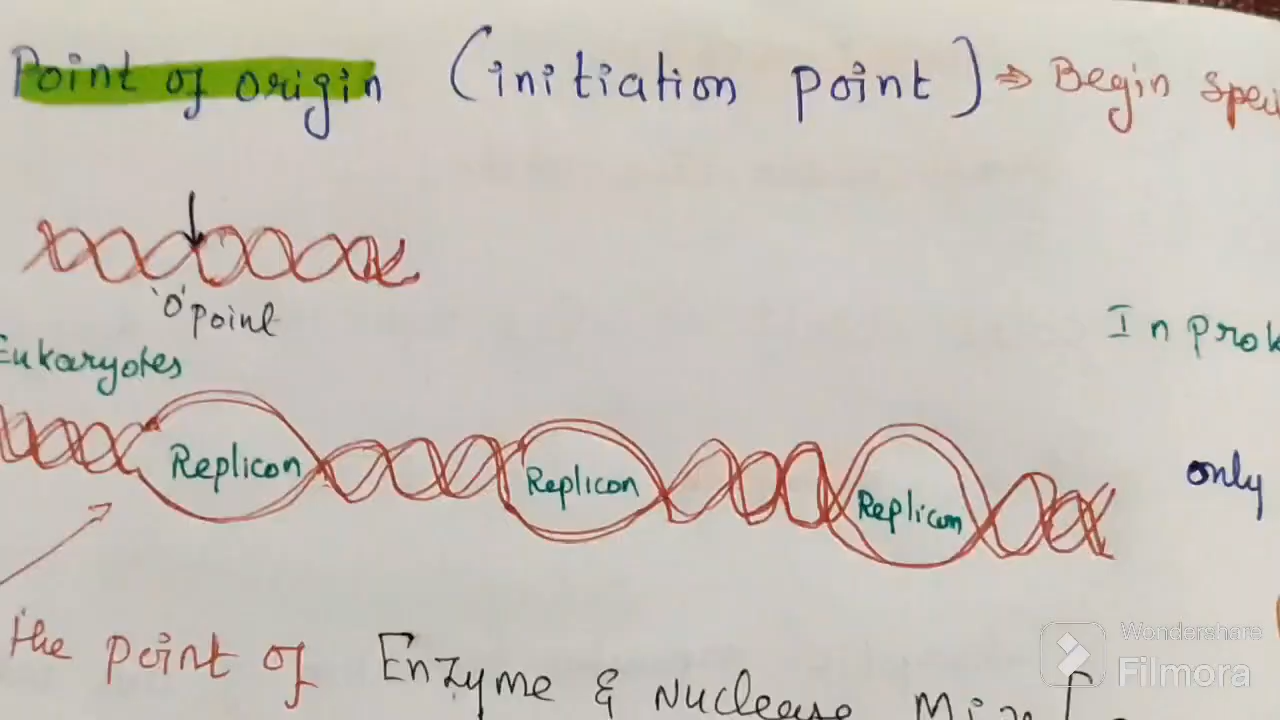 Point of origin (initiation point) ⇒ Begin Spe
'O' point
In prok
Eukaryotes
Replicon Replicon Replicon
only
the point of Enzyme & nuclease
Wondershare
Filmora